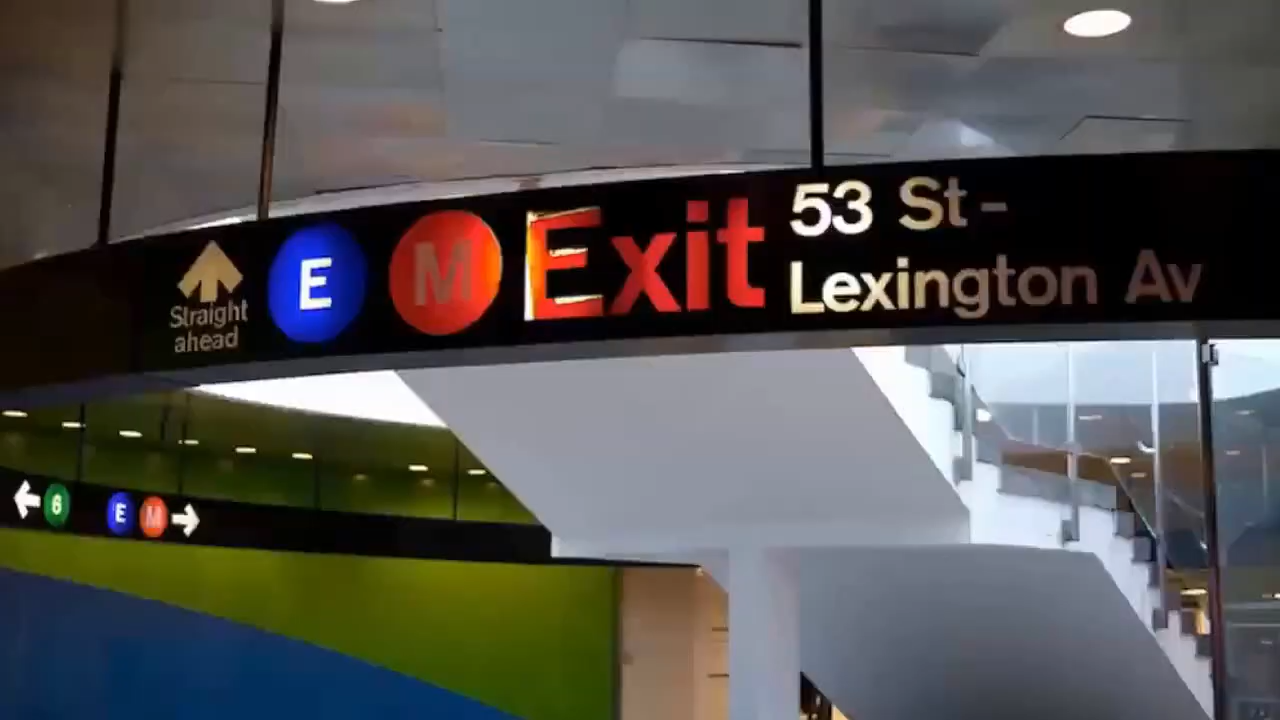 E M Exit 53 St-
Straight
ahead
Lexington Av
6 E M